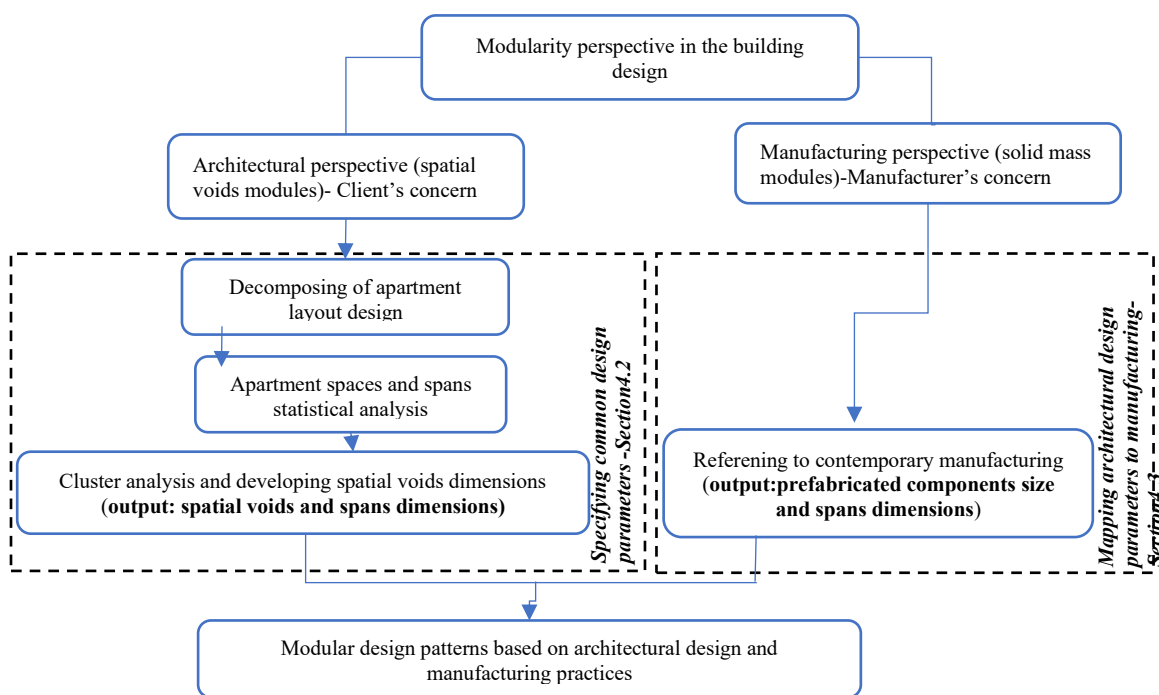 Modularity perspective in the building
design
Architectural perspective (spatial
voids modules)- Client’s concern
Manufacturing perspective (solid mass
modules)-Manufacturer’s concern
Decomposing of apartment
layout design
Apartment spaces and spans
statistical analysis
Cluster analysis and developing spatial voids dimensions
(output: spatial voids and spans dimensions)
Specifying common design
parameters -Section4.2
Referening to contemporary manufacturing
(output:prefabricated components size
and spans dimensions)
Mapping architectural design
parameters to manufacturing-
Section4.3
Modular design patterns based on architectural design and
manufacturing practices